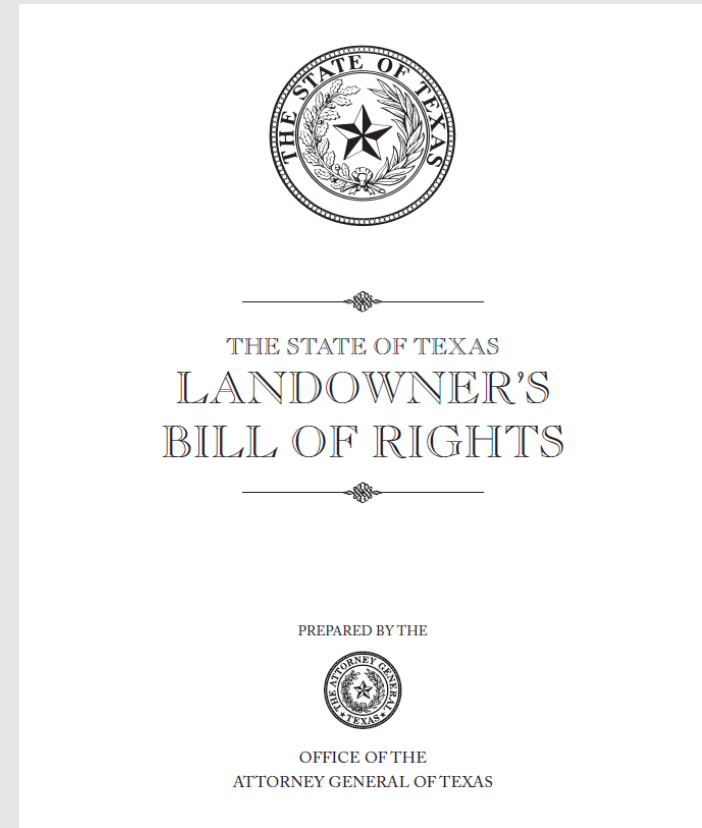 THE STATE OF TEXAS
THE STATE OF TEXAS
LANDOWNER’S
BILL OF RIGHTS
PREPARED BY THE
THE ATTORNEY GENERAL
TEXAS
OFFICE OF THE
ATTORNEY GENERAL OF TEXAS